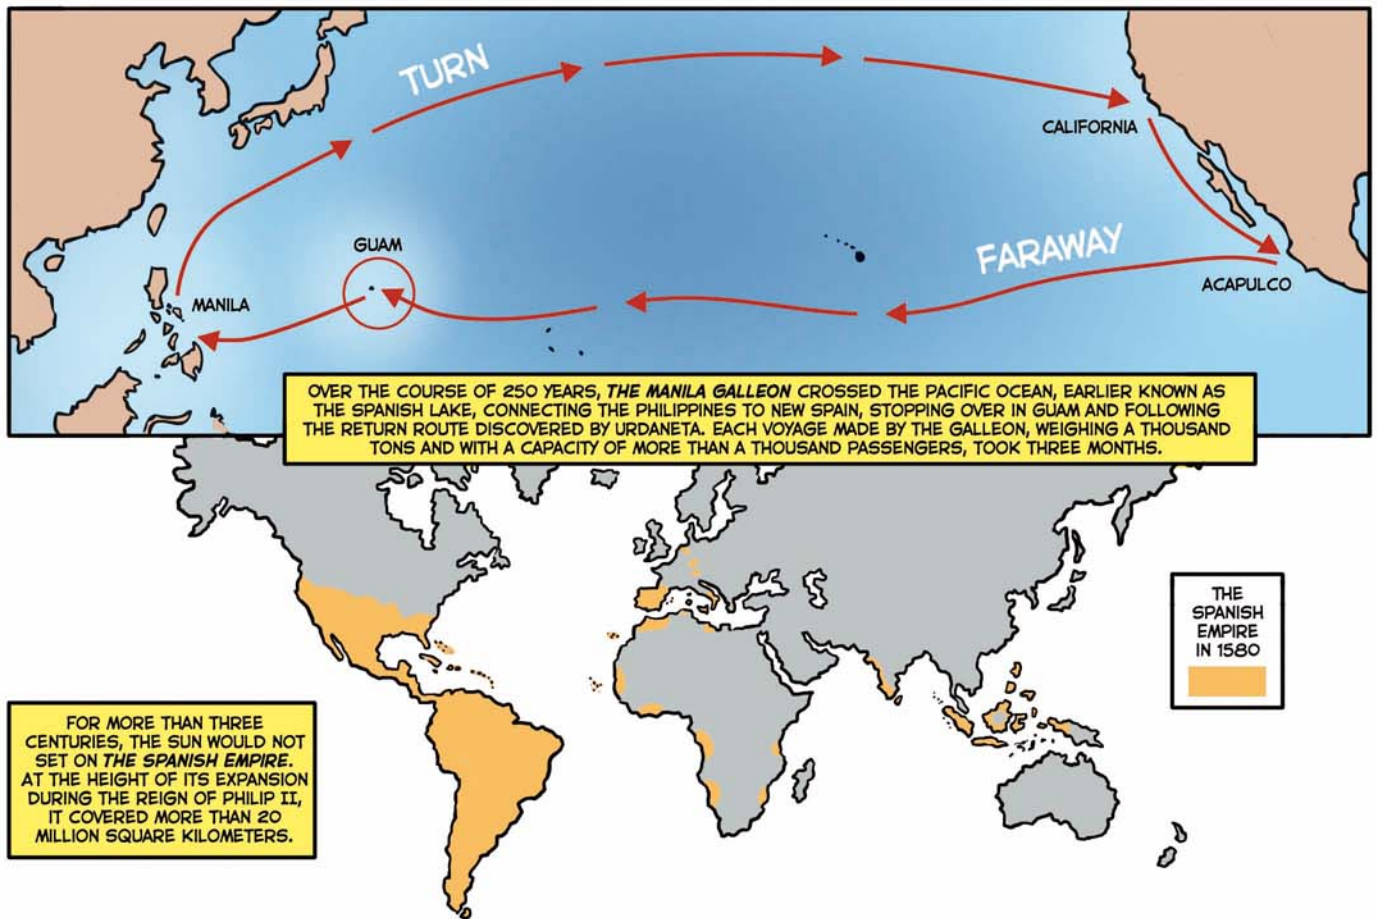 TURN
CALIFORNIA
GUAM
FARAWAY
MANILA
ACAPULCO
OVER THE COURSE OF 250 YEARS, THE MANILA GALLEON CROSSED THE PACIFIC OCEAN, EARLIER KNOWN AS
THE SPANISH LAKE, CONNECTING THE PHILIPPINES TO NEW SPAIN, STOPPING OVER IN GUAM AND FOLLOWING
THE RETURN ROUTE DISCOVERED BY URDANETA. EACH VOYAGE MADE BY THE GALLEON, WEIGHING A THOUSAND
TONS AND WITH A CAPACITY OF MORE THAN A THOUSAND PASSENGERS, TOOK THREE MONTHS.
THE
SPANISH
EMPIRE
IN 1580
FOR MORE THAN THREE
CENTURIES, THE SUN WOULD NOT
SET ON THE SPANISH EMPIRE.
AT THE HEIGHT OF ITS EXPANSION
DURING THE REIGN OF PHILIP II,
IT COVERED MORE THAN 20
MILLION SQUARE KILOMETERS.